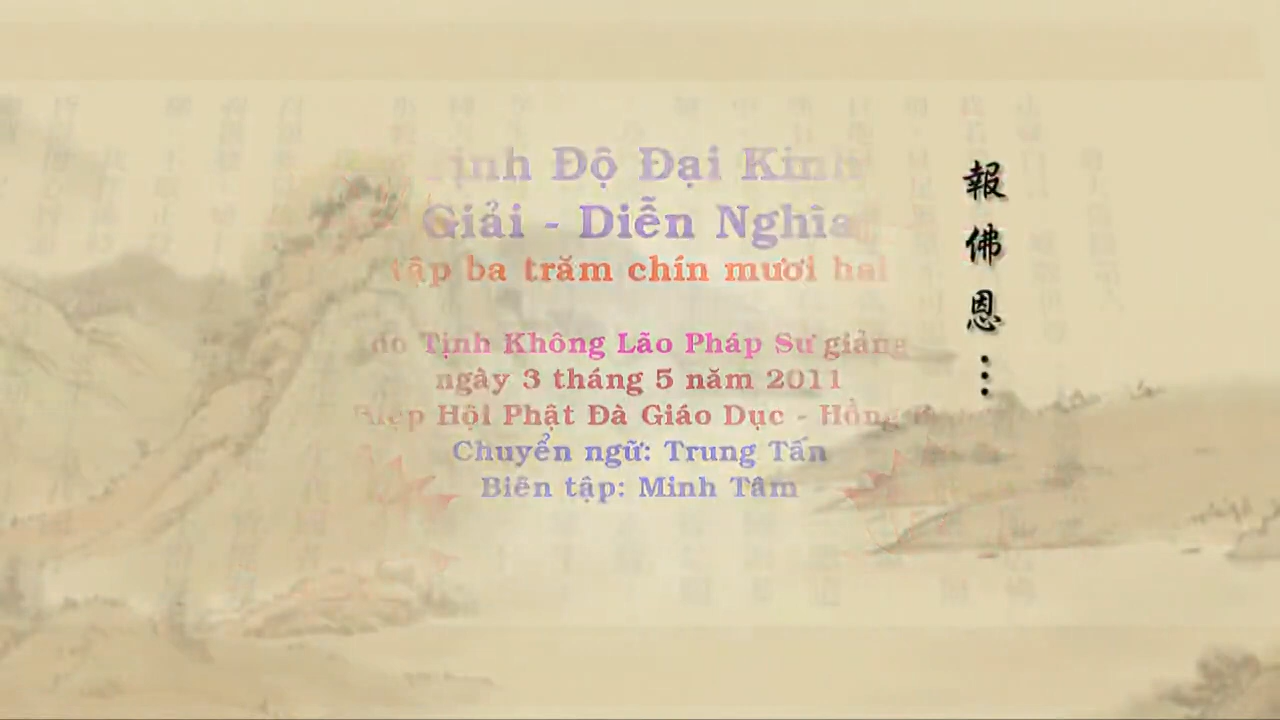 Tịnh Độ Đại Kinh
Giải - Diễn Nghĩa
tập ba trăm chín mươi hai
do Tịnh Không Lão Pháp Sư giảng
ngày 3 tháng 5 năm 2011
Hội Phật Đà Giáo Dục - Hồng
Chuyển ngữ: Trung Tấn
Biên tập: Minh Tâm
報佛恩…